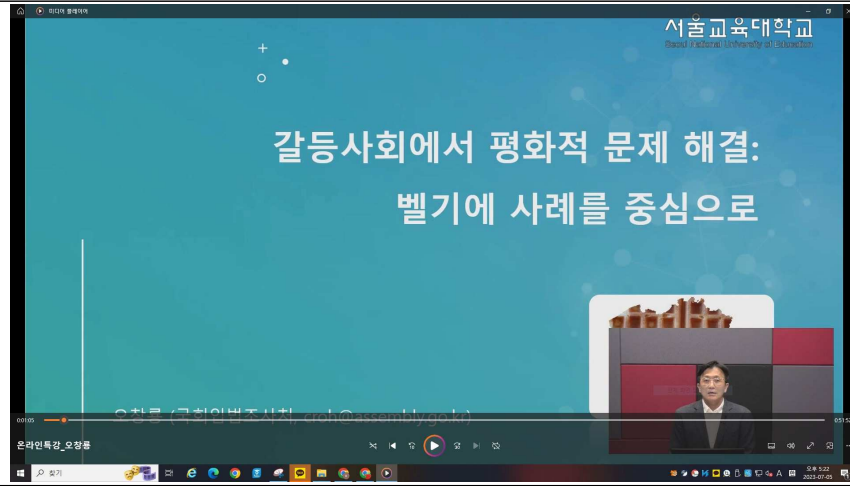 미디어 플레이어
서울교육대학교
Seoul National University of Education
갈등사회에서 평화적 문제 해결:
벨기에 사례를 중심으로
오창룡 (국회입법조사처, croh@assembly.go.kr)
0:01:05
0:51:52
온라인특강_오창룡
찾기
A
오후 5:22
2023-07-05